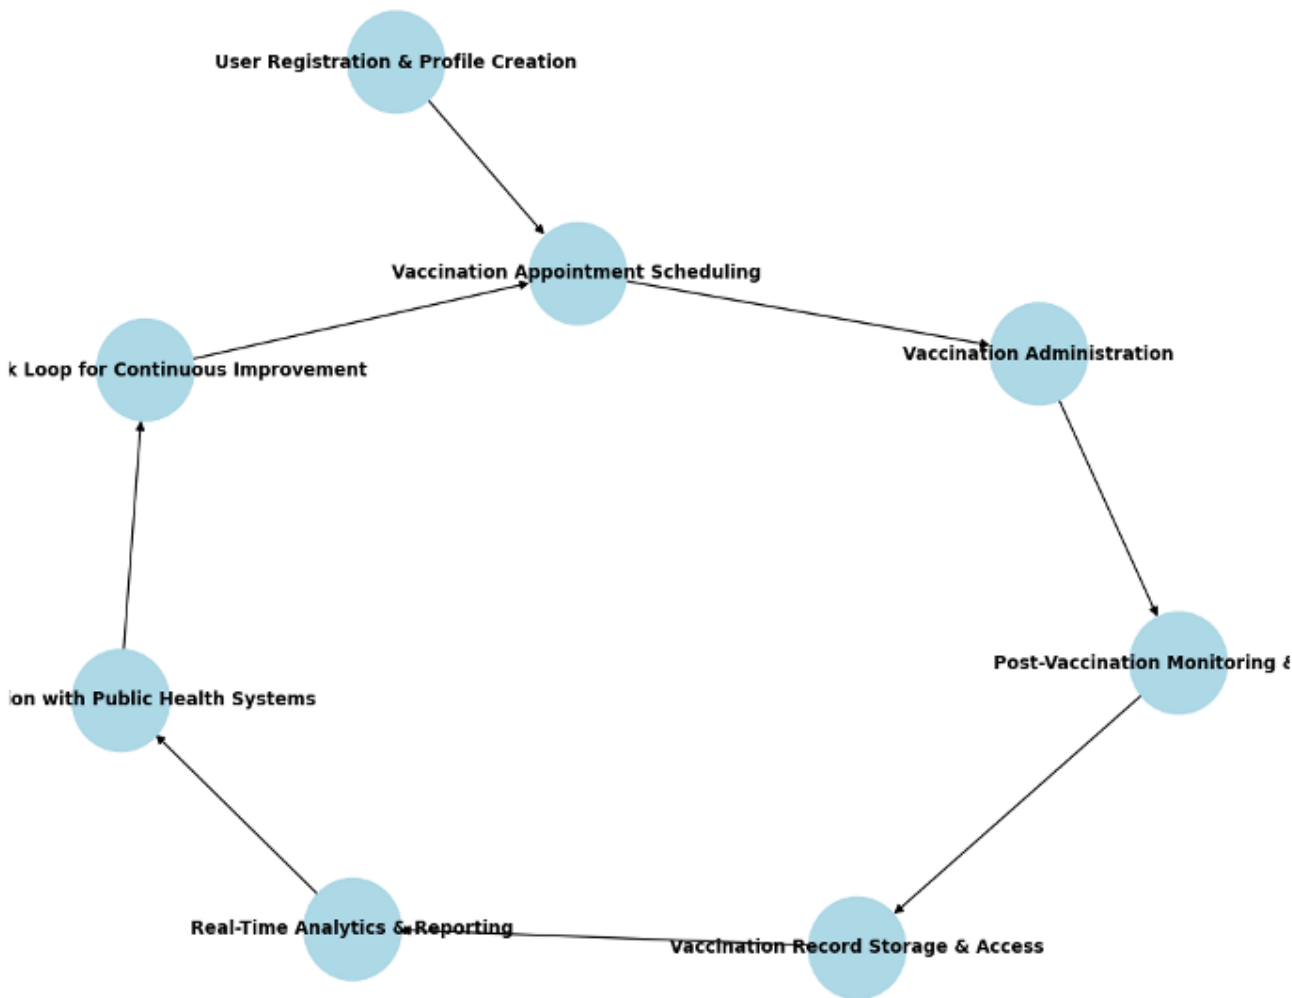 User Registration & Profile Creation
Vaccination Appointment Scheduling
Vaccination Administration
k Loop for Continuous Improvement
Post-Vaccination Monitoring &
ion with Public Health Systems
Real-Time Analytics & Reporting
Vaccination Record Storage & Access